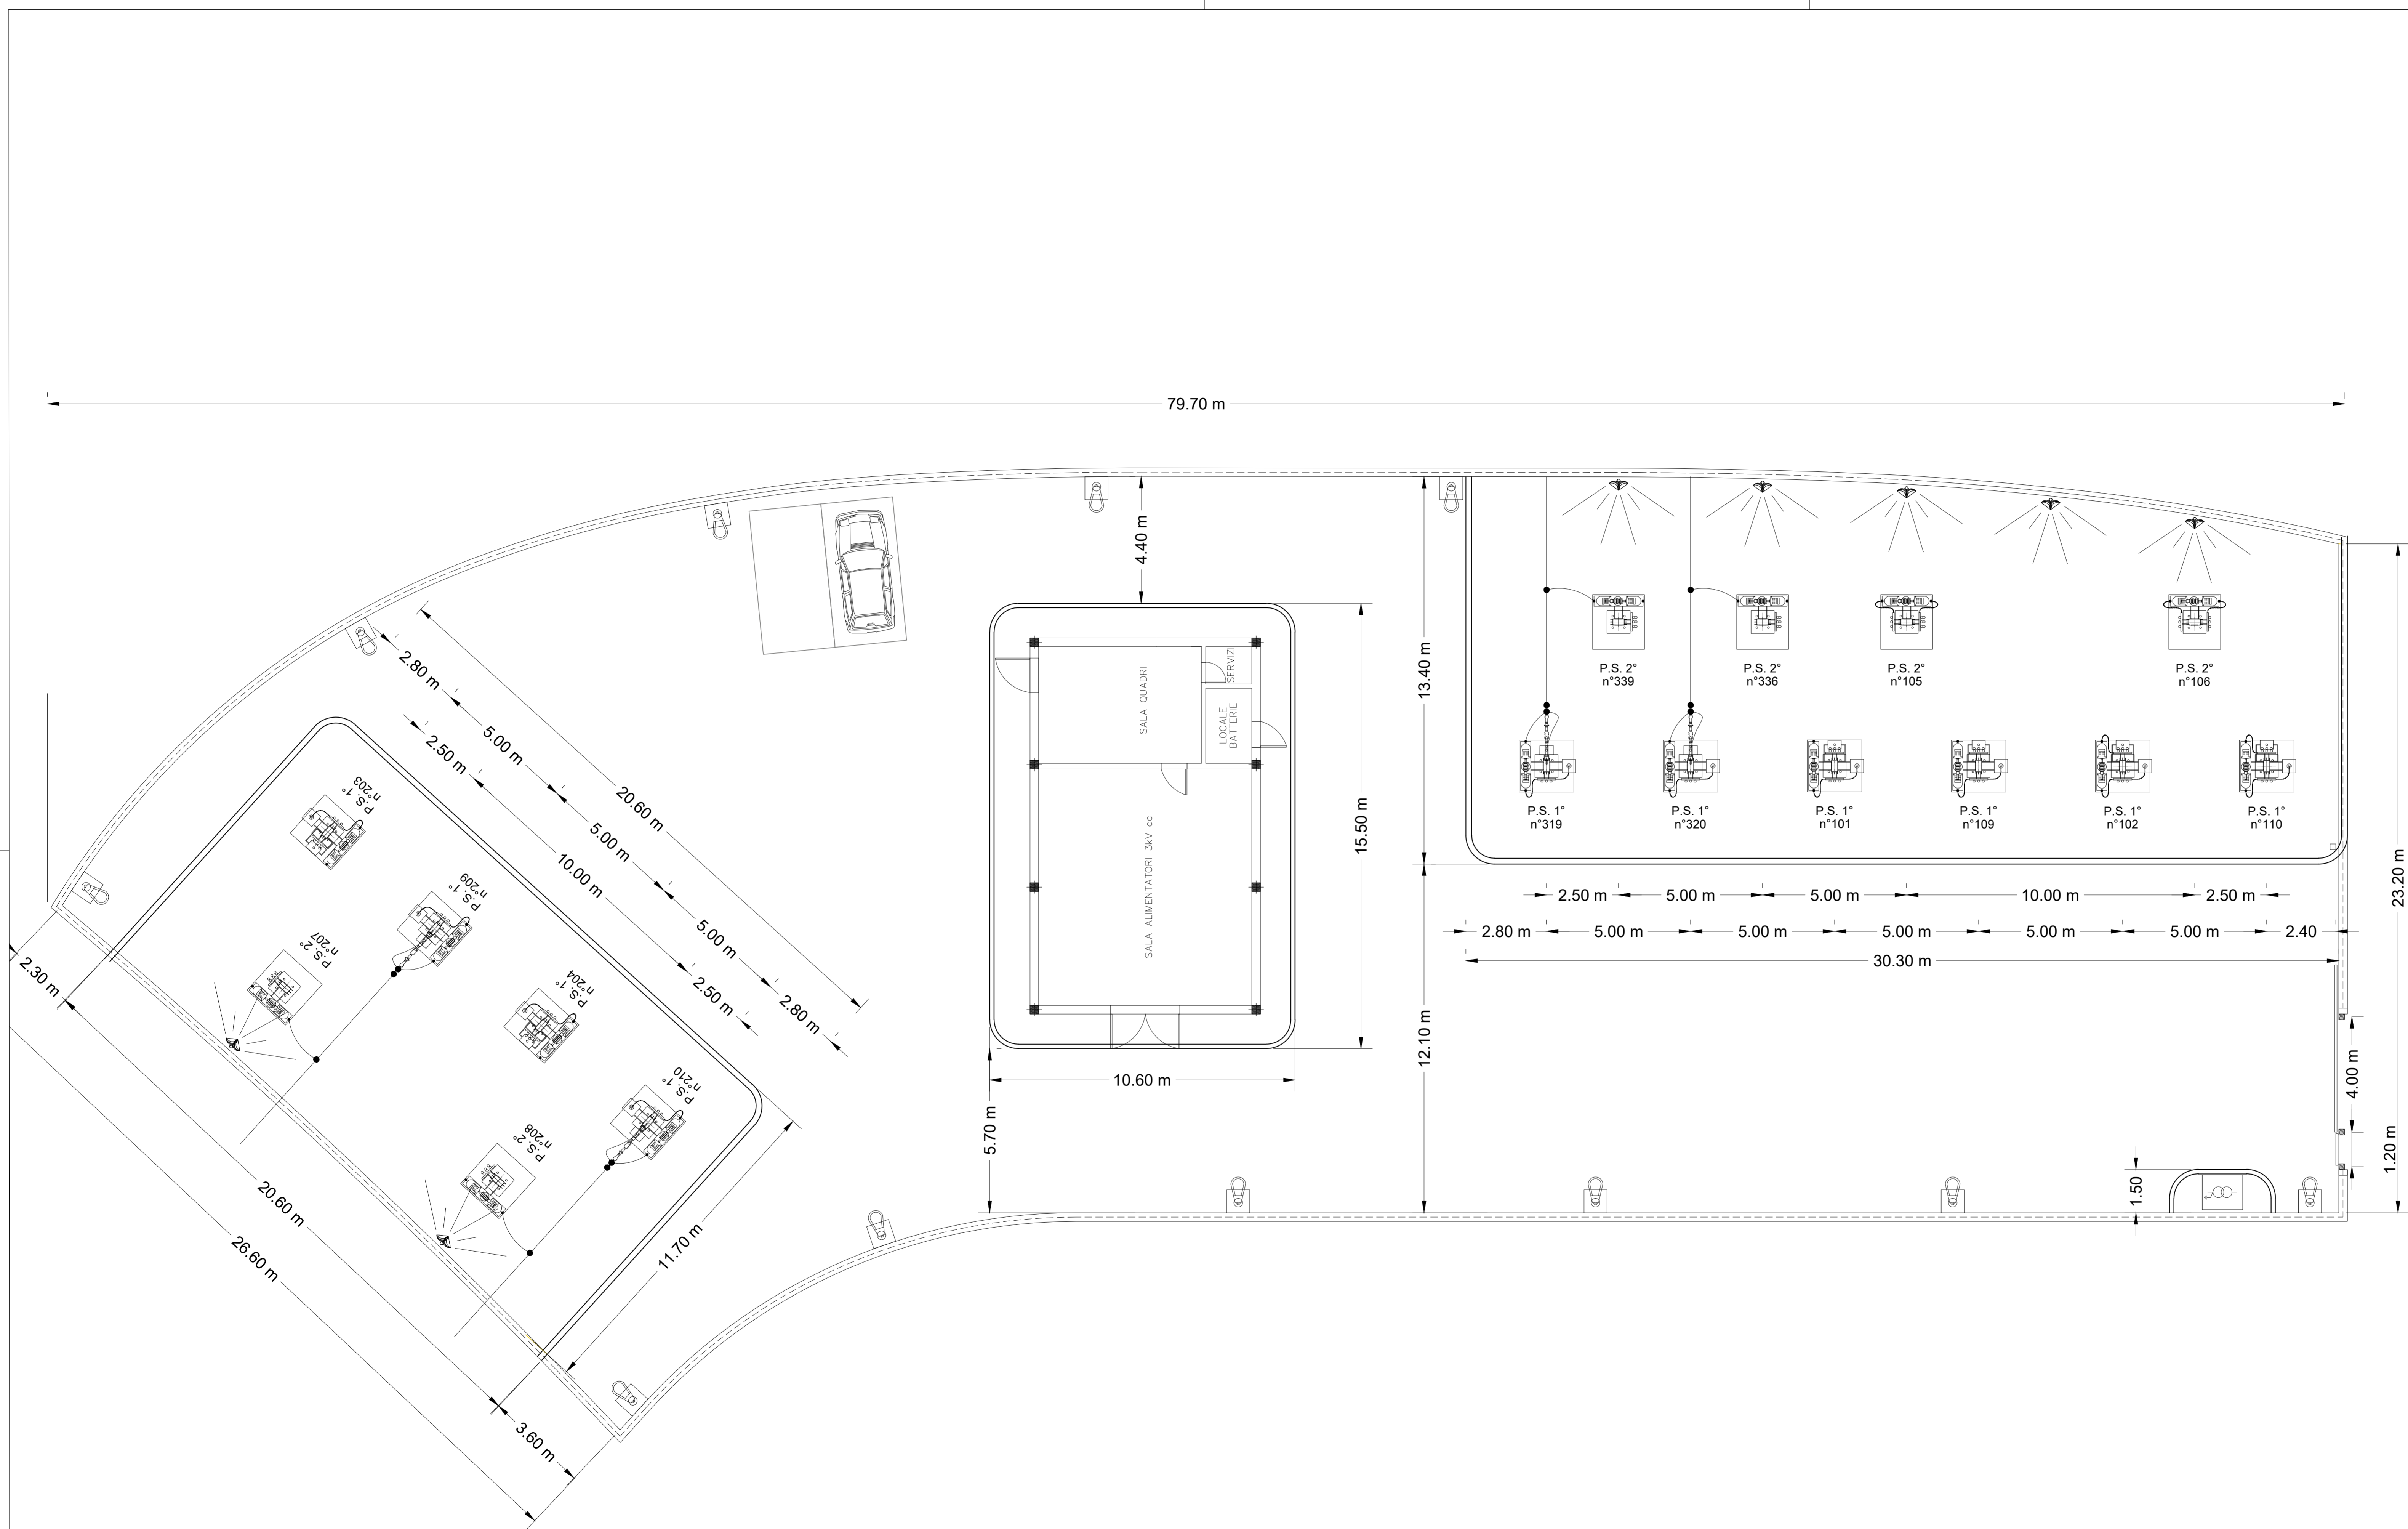 79.70 m
4.40 m
13.40 m
15.50 m
10.60 m
5.70 m
12.10 m
SALA QUADRI
SERVIZI
LOCALE
BATTERIE
SALA ALIMENTATORI 3kV cc
P.S. 2°
n°339
P.S. 2°
n°336
P.S. 2°
n°105
P.S. 2°
n°106
P.S. 1°
n°319
P.S. 1°
n°320
P.S. 1°
n°101
P.S. 1°
n°109
P.S. 1°
n°102
P.S. 1°
n°110
2.50 m
5.00 m
5.00 m
10.00 m
2.50 m
2.80 m
5.00 m
5.00 m
5.00 m
5.00 m
5.00 m
2.40
30.30 m
23.20 m
4.00 m
1.20 m
1.50
2.80 m
5.00 m
5.00 m
5.00 m
2.80 m
20.60 m
2.50 m
10.00 m
2.50 m
P.S. 1°
n°203
P.S. 1°
n°209
P.S. 1°
n°204
P.S. 1°
n°210
P.S. 2°
n°207
P.S. 2°
n°208
2.30 m
20.60 m
26.60 m
3.60 m
11.70 m